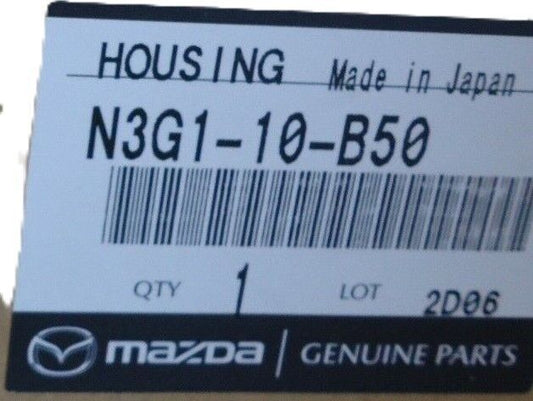 HOUSING Made in Japan
N3G1-10-B50
QTY 1 LOT 2D06
mazda GENUINE PARTS